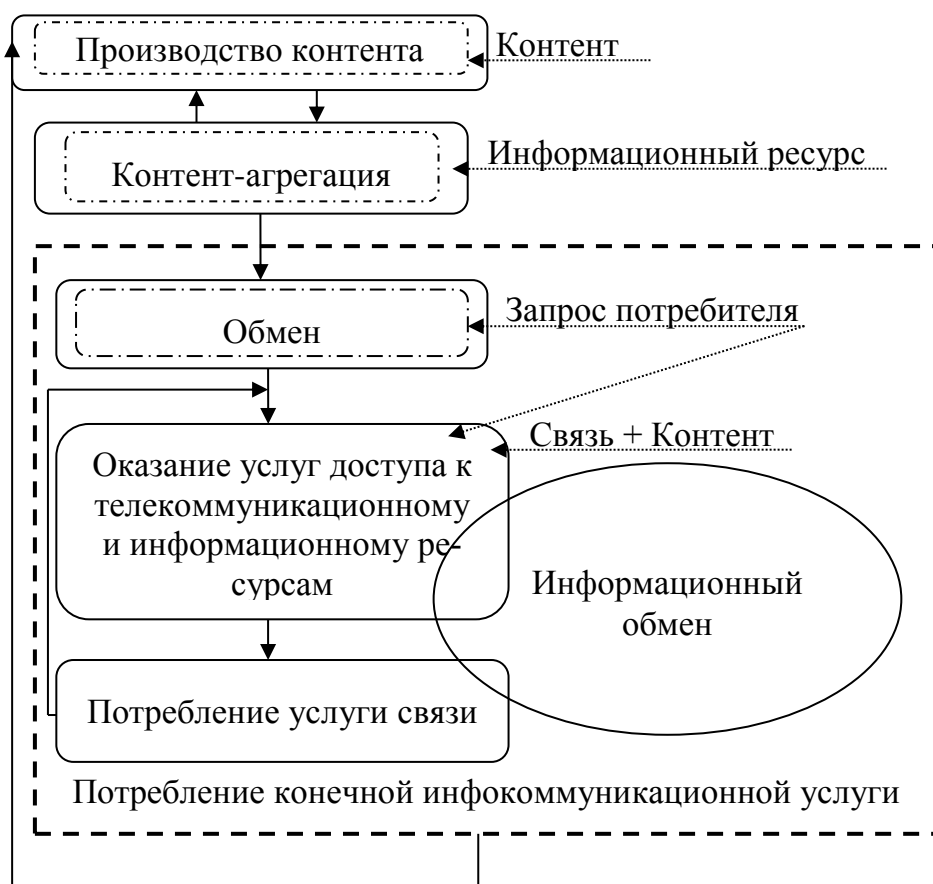 Производство контента
Контент
Информационный ресурс
Контент-агрегация
Запрос потребителя
Обмен
Связь + Контент
Оказание услуг доступа к
телекоммуникационному
и информационному ре-
сурсам
Информационный
обмен
Потребление услуги связи
Потребление конечной инфокоммуникационной услуги